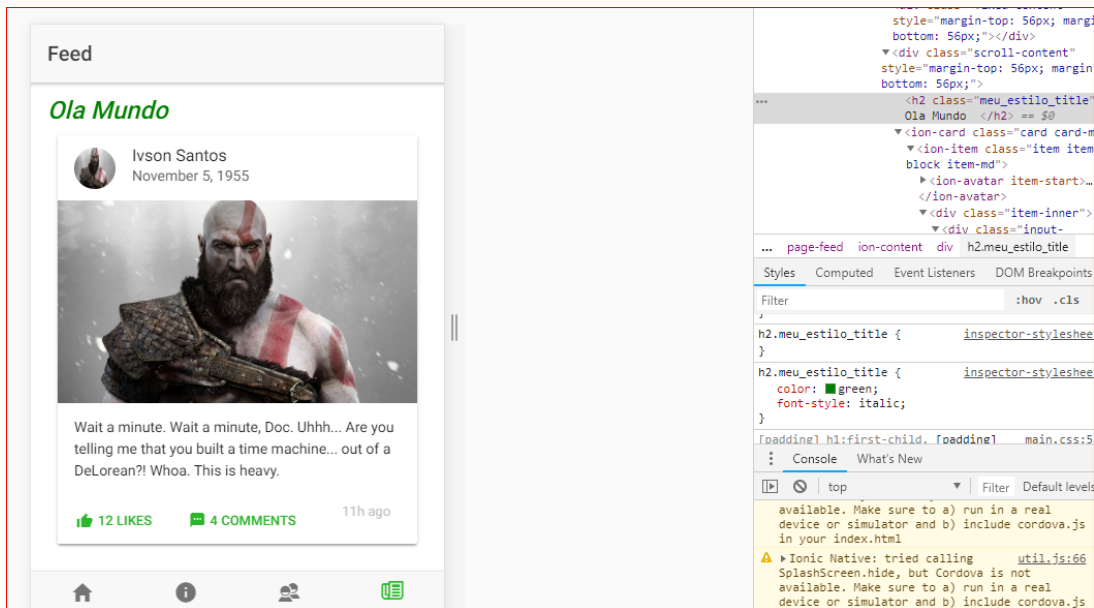 Feed
Ola Mundo
Ivson Santos
November 5, 1955
Wait a minute. Wait a minute, Doc. Uhhh... Are you
telling me that you built a time machine... out of a
DeLorean?! Whoa. This is heavy.
12 LIKES
4 COMMENTS
11h ago
style="margin-top: 56px; margi
bottom: 56px;"></div>
▼<div class="scroll-content"
style="margin-top: 56px; margin
bottom: 56px;">
... <h2 class="meu_estilo_title"
Ola Mundo </h2> == $0
▼<ion-card class="card card-m
▼<ion-item class="item item
block item-md">
▶<ion-avatar item-start>…
</ion-avatar>
▼<div class="item-inner">
▼<div class="input-
... page-feed ion-content div h2.meu_estilo_title
Styles Computed Event Listeners DOM Breakpoints
Filter :hov .cls
}
h2.meu_estilo_title { inspector-styleshee
}
h2.meu_estilo_title { inspector-styleshee
color: green;
font-style: italic;
}
[padding] h1:first-child, [padding] main.css:5
Console What's New
top Filter Default levels
available. Make sure to a) run in a real
device or simulator and b) include cordova.js
in your index.html
▶Ionic Native: tried calling util.js:66
SplashScreen.hide, but Cordova is not
available. Make sure to a) run in a real
device or simulator and b) include cordova.js